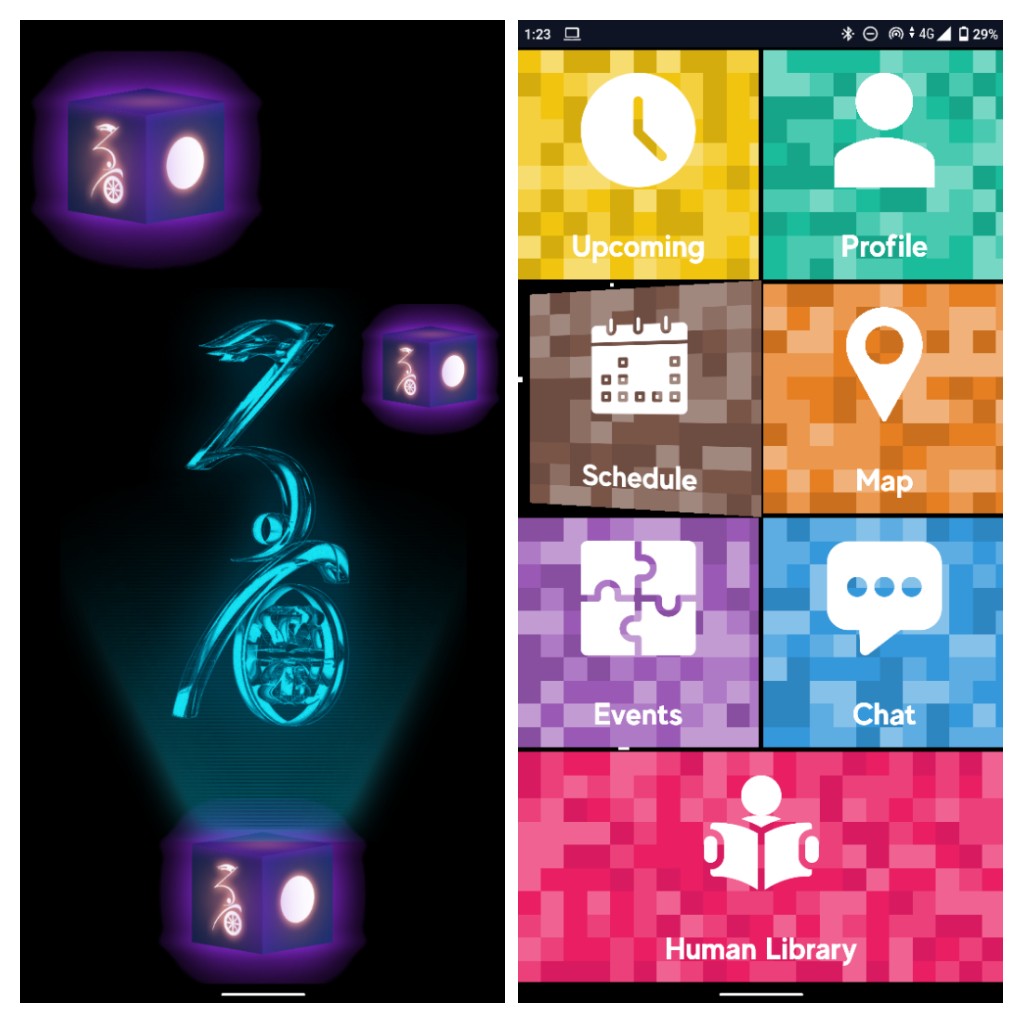 1:23 4G 29%
Upcoming
Profile
Schedule
Map
Events
Chat
Human Library